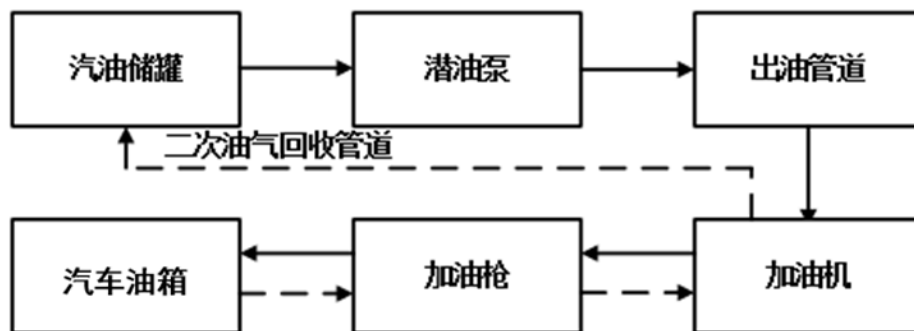 汽油储罐
潜油泵
出油管道
二次油气回收管道
汽车油箱
加油枪
加油机